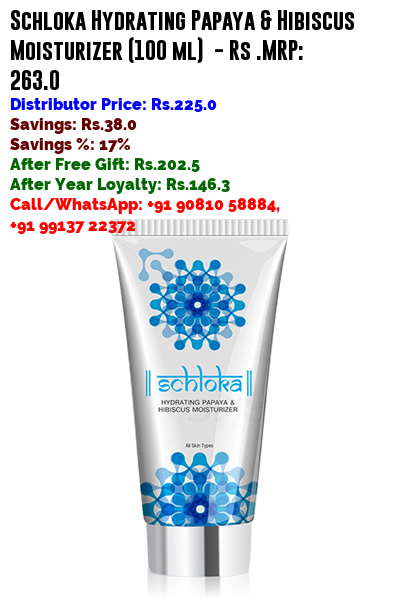 Schloka Hydrating Papaya & Hibiscus
Moisturizer (100 ml) - Rs .MRP:
263.0
Distributor Price: Rs.225.0
Savings: Rs.38.0
Savings %: 17%
After Free Gift: Rs.202.5
After Year Loyalty: Rs.146.3
Call/WhatsApp: +91 90810 58884,
+91 99137 22372
|| schloka ||
HYDRATING PAPAYA &
HIBISCUS MOISTURIZER
All Skin Types